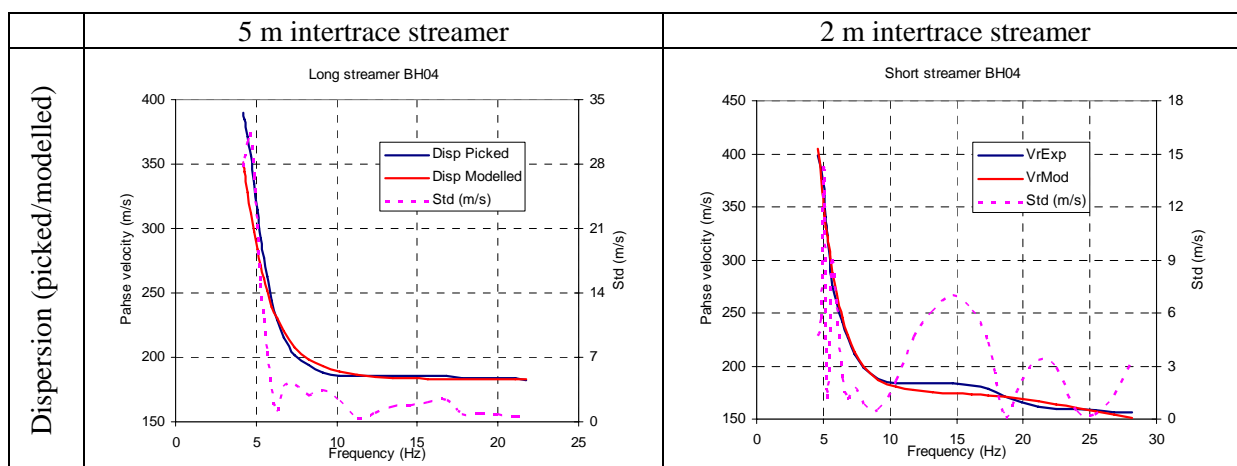 5 m intertrace streamer
2 m intertrace streamer
Dispersion (picked/modelled)
Long streamer BH04
400
350
300
250
200
150
Pahse velocity (m/s)
35
28
21
14
7
0
Std (m/s)
Disp Picked
Disp Modelled
Std (m/s)
0 5 10 15 20 25
Frequency (Hz)
Short streamer BH04
450
400
350
300
250
200
150
Pahse velocity (m/s)
18
15
12
9
6
3
0
Std (m/s)
VrExp
VrMod
Std (m/s)
0 5 10 15 20 25 30
Frequency (Hz)